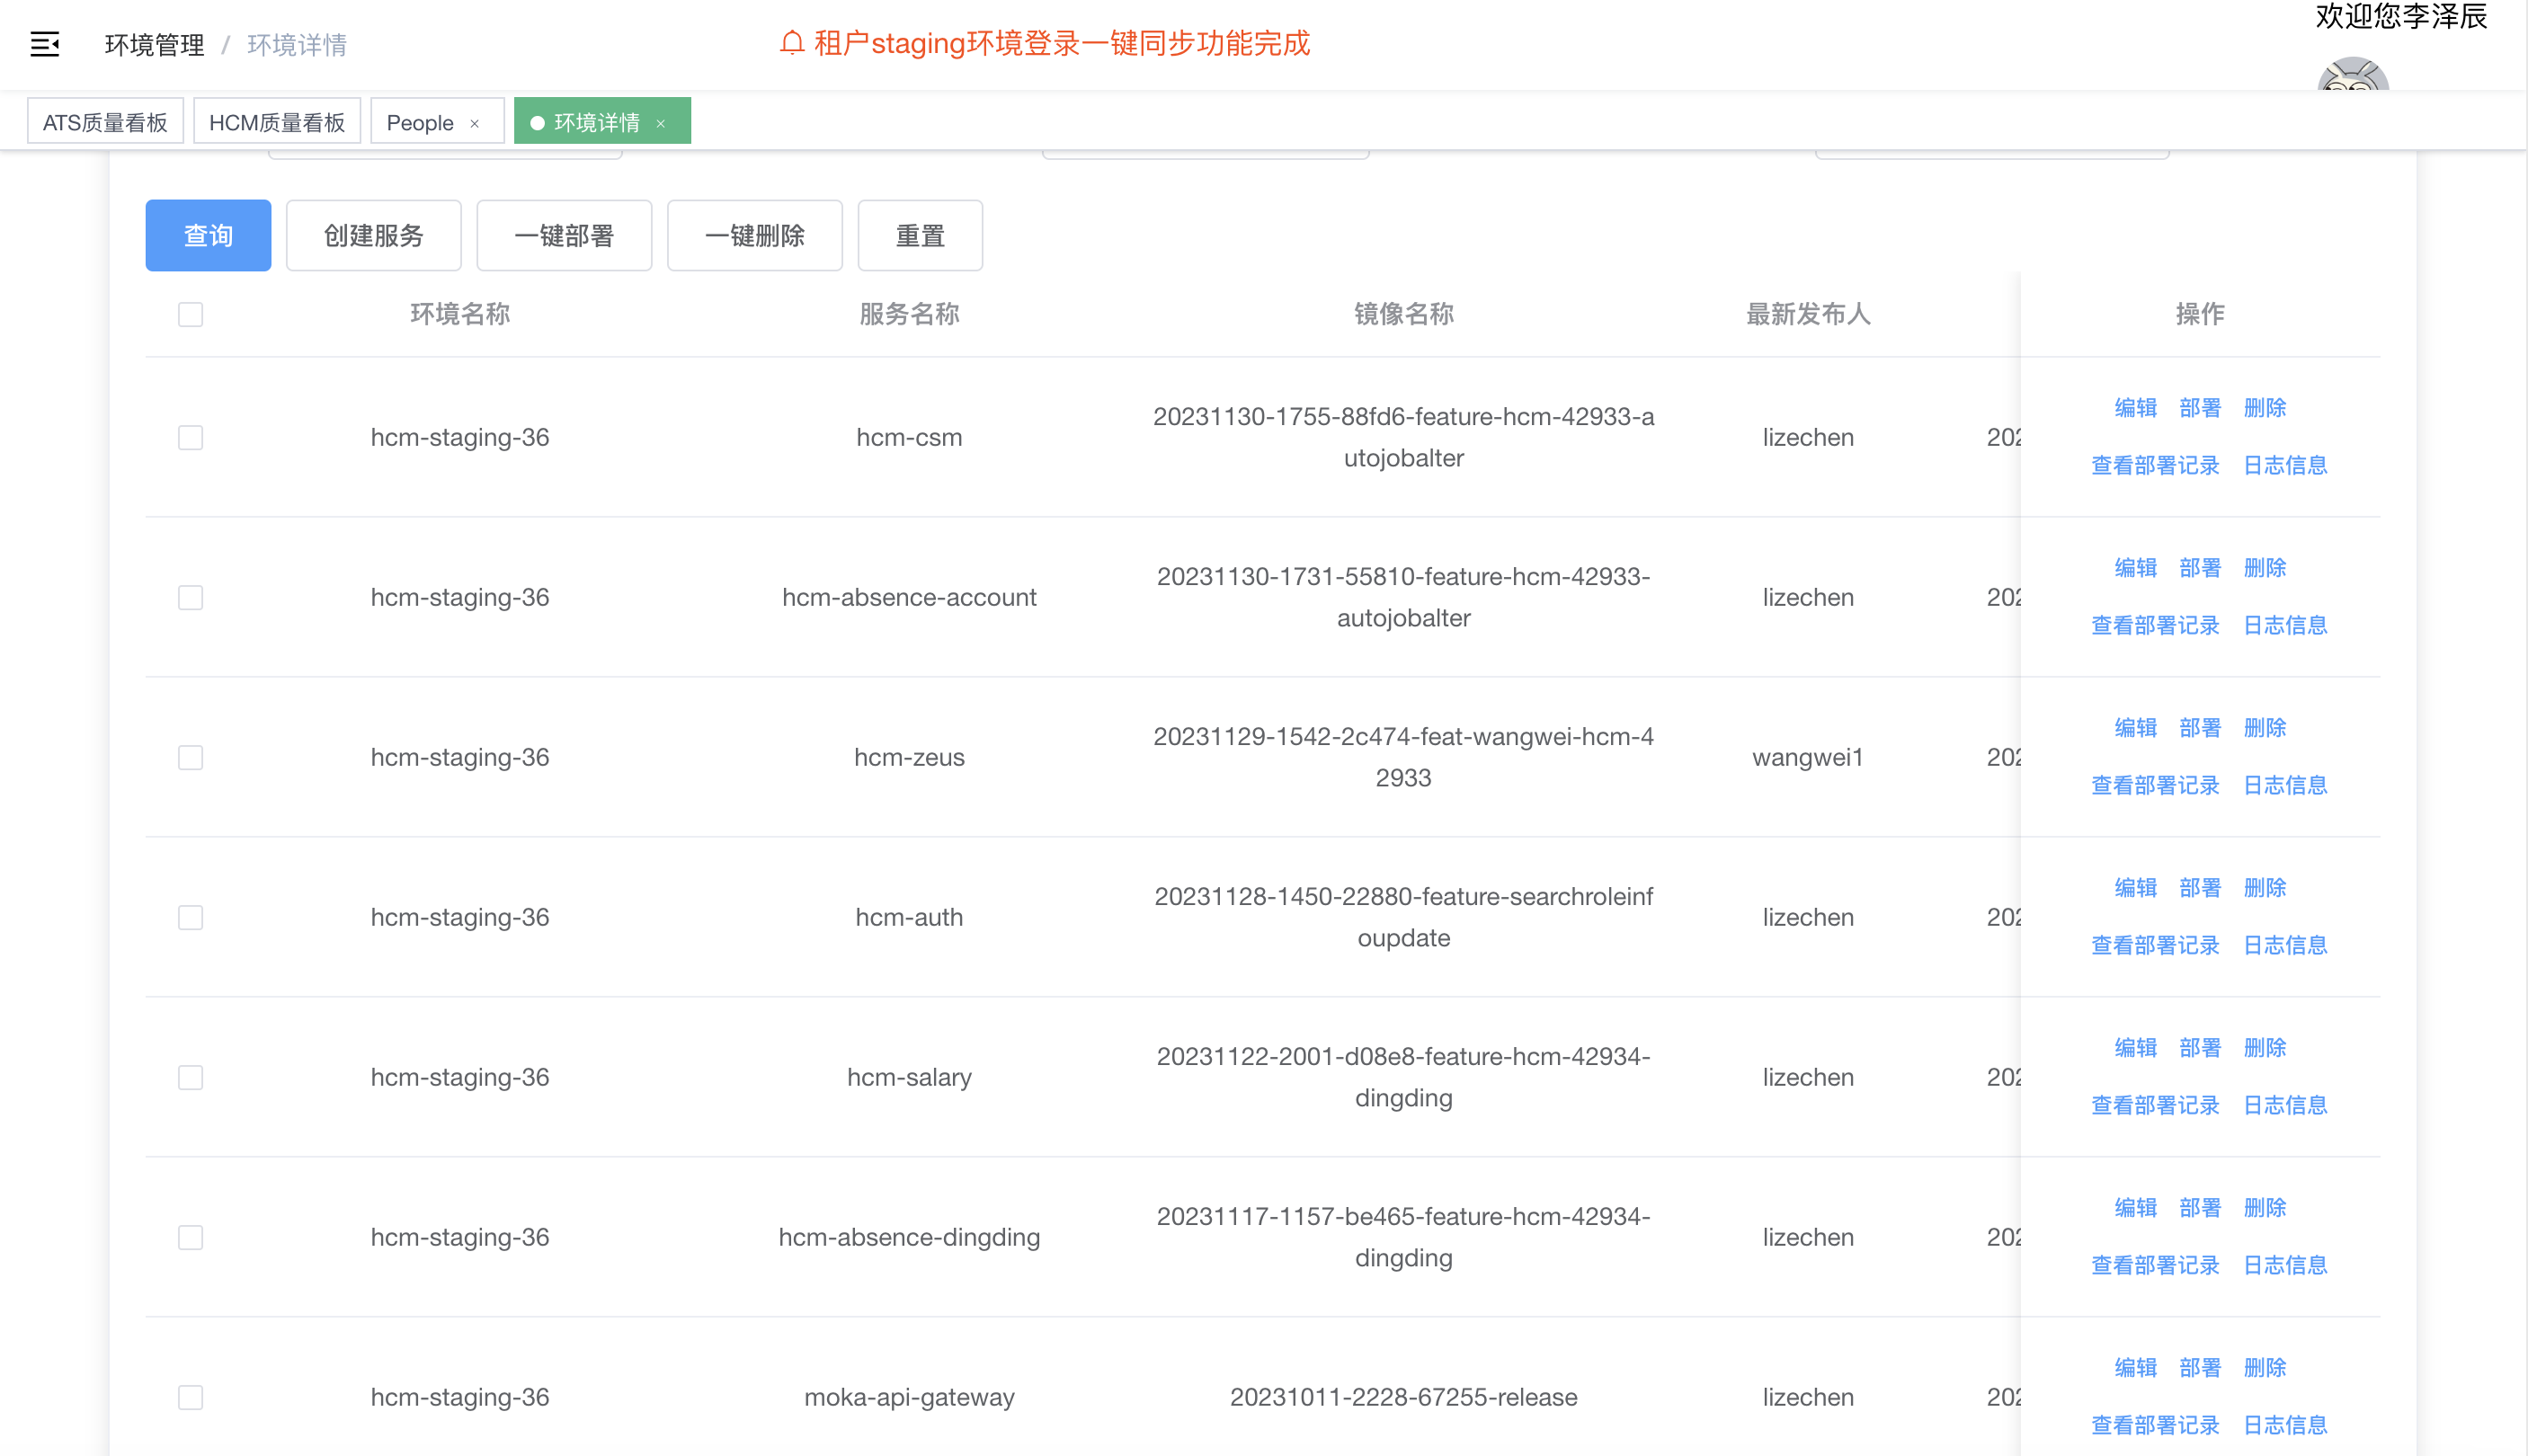 欢迎您李泽辰
环境管理 / 环境详情
租户staging环境登录一键同步功能完成
ATS质量看板 HCM质量看板 People × 环境详情 ×
查询 创建服务 一键部署 一键删除 重置
环境名称 服务名称 镜像名称 最新发布人 操作
hcm-staging-36 hcm-csm 20231130-1755-88fd6-feature-hcm-42933-a
utojobalter
lizechen 202
编辑 部署 删除
查看部署记录 日志信息
hcm-staging-36 hcm-absence-account 20231130-1731-55810-feature-hcm-42933-
autojobalter
lizechen 202
编辑 部署 删除
查看部署记录 日志信息
hcm-staging-36 hcm-zeus 20231129-1542-2c474-feat-wangwei-hcm-4
2933
wangwei1 202
编辑 部署 删除
查看部署记录 日志信息
hcm-staging-36 hcm-auth 20231128-1450-22880-feature-searchroleinf
oupdate
lizechen 202
编辑 部署 删除
查看部署记录 日志信息
hcm-staging-36 hcm-salary 20231122-2001-d08e8-feature-hcm-42934-
dingding
lizechen 202
编辑 部署 删除
查看部署记录 日志信息
hcm-staging-36 hcm-absence-dingding 20231117-1157-be465-feature-hcm-42934-
dingding
lizechen 202
编辑 部署 删除
查看部署记录 日志信息
hcm-staging-36 moka-api-gateway 20231011-2228-67255-release lizechen 202
编辑 部署 删除
查看部署记录 日志信息